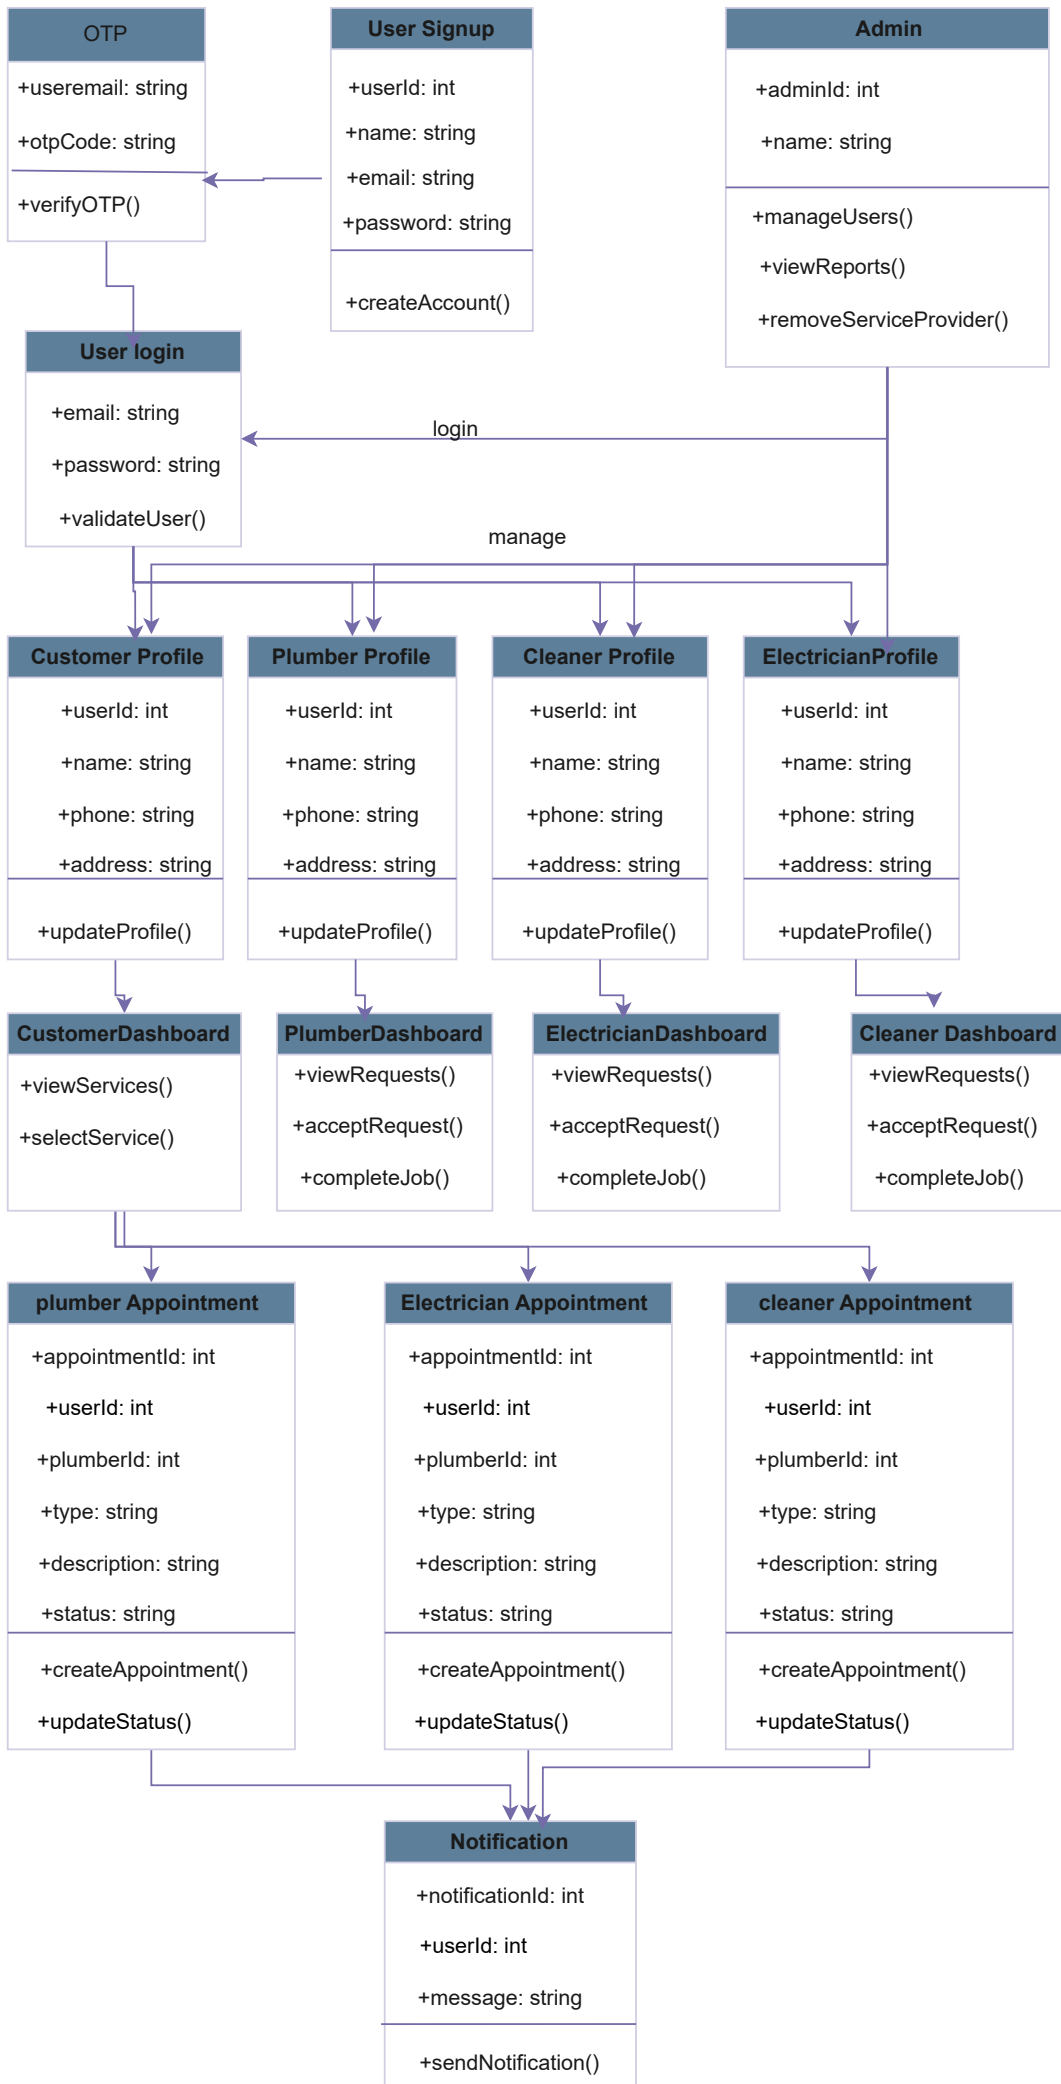 OTP
+useremail: string
+otpCode: string
+verifyOTP()
User Signup
+userId: int
+name: string
+email: string
+password: string
+createAccount()
Admin
+adminId: int
+name: string
+manageUsers()
+viewReports()
+removeServiceProvider()
User login
+email: string
+password: string
+validateUser()
login
manage
Customer Profile
+userId: int
+name: string
+phone: string
+address: string
+updateProfile()
Plumber Profile
+userId: int
+name: string
+phone: string
+address: string
+updateProfile()
Cleaner Profile
+userId: int
+name: string
+phone: string
+address: string
+updateProfile()
ElectricianProfile
+userId: int
+name: string
+phone: string
+address: string
+updateProfile()
CustomerDashboard
+viewServices()
+selectService()
PlumberDashboard
+viewRequests()
+acceptRequest()
+completeJob()
ElectricianDashboard
+viewRequests()
+acceptRequest()
+completeJob()
Cleaner Dashboard
+viewRequests()
+acceptRequest()
+completeJob()
plumber Appointment
+appointmentId: int
+userId: int
+plumberId: int
+type: string
+description: string
+status: string
+createAppointment()
+updateStatus()
Electrician Appointment
+appointmentId: int
+userId: int
+plumberId: int
+type: string
+description: string
+status: string
+createAppointment()
+updateStatus()
cleaner Appointment
+appointmentId: int
+userId: int
+plumberId: int
+type: string
+description: string
+status: string
+createAppointment()
+updateStatus()
Notification
+notificationId: int
+userId: int
+message: string
+sendNotification()